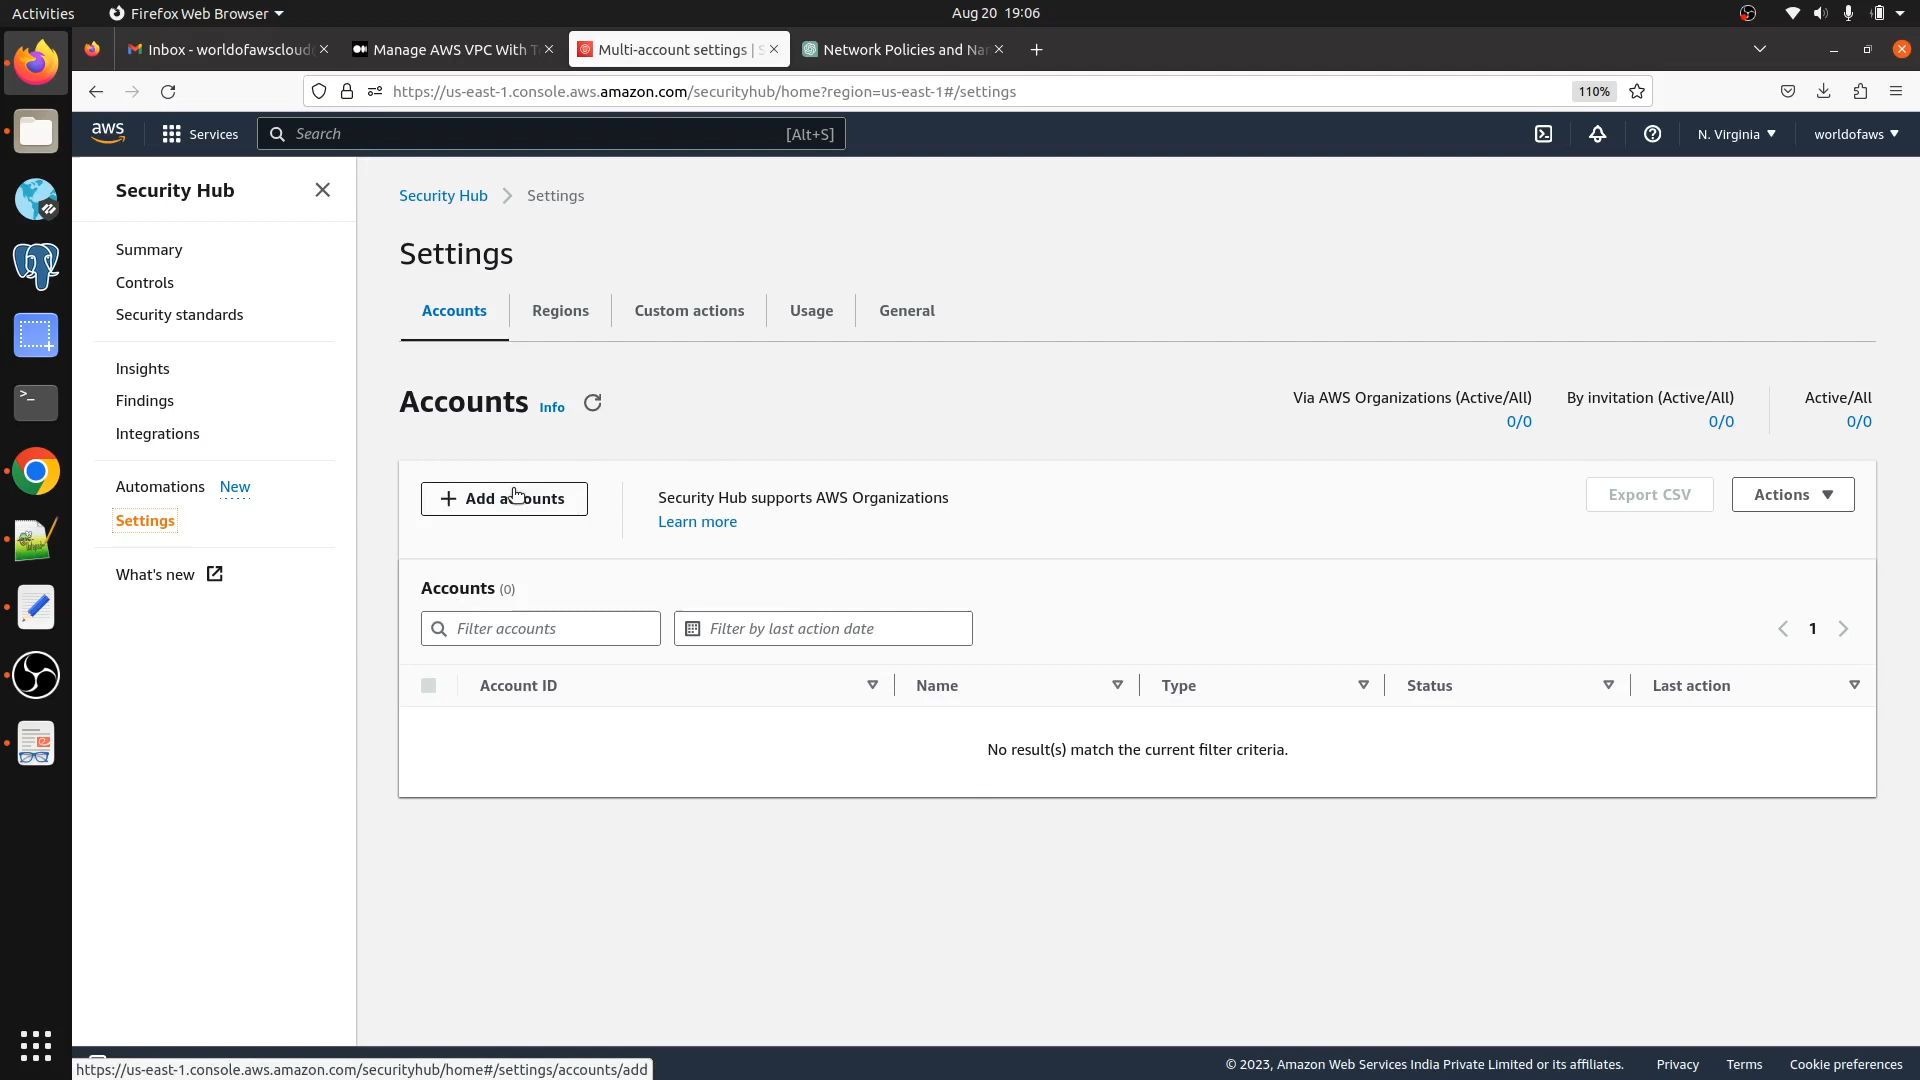 Activities
Firefox Web Browser
Aug 20 19:06
Inbox - worldofawscloud
Manage AWS VPC With T
Multi-account settings | S
Network Policies and Na
https://us-east-1.console.aws.amazon.com/securityhub/home?region=us-east-1#/settings
110%
aws
Services
Search
[Alt+S]
N. Virginia
worldofaws
Security Hub
Summary
Controls
Security standards
Insights
Findings
Integrations
Automations New
Settings
What's new
Security Hub
Settings
Settings
Accounts
Regions
Custom actions
Usage
General
Accounts Info
Via AWS Organizations (Active/All)
0/0
By invitation (Active/All)
0/0
Active/All
0/0
Add accounts
Security Hub supports AWS Organizations
Learn more
Export CSV
Actions
Accounts (0)
Filter accounts
Filter by last action date
1
Account ID
Name
Type
Status
Last action
No result(s) match the current filter criteria.
https://us-east-1.console.aws.amazon.com/securityhub/home#/settings/accounts/add
© 2023, Amazon Web Services India Private Limited or its affiliates.
Privacy
Terms
Cookie preferences